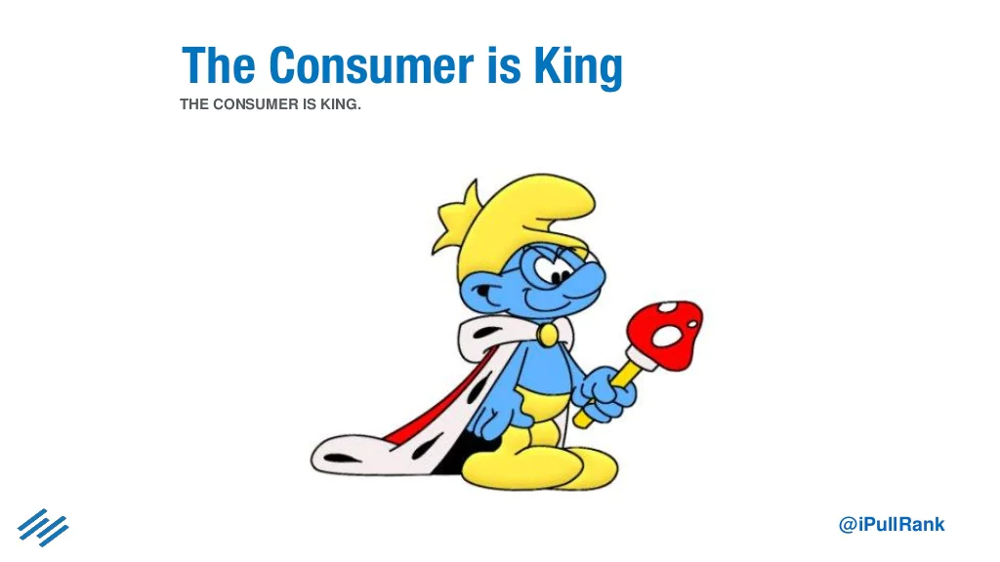 The Consumer is King
THE CONSUMER IS KING.
@iPullRank